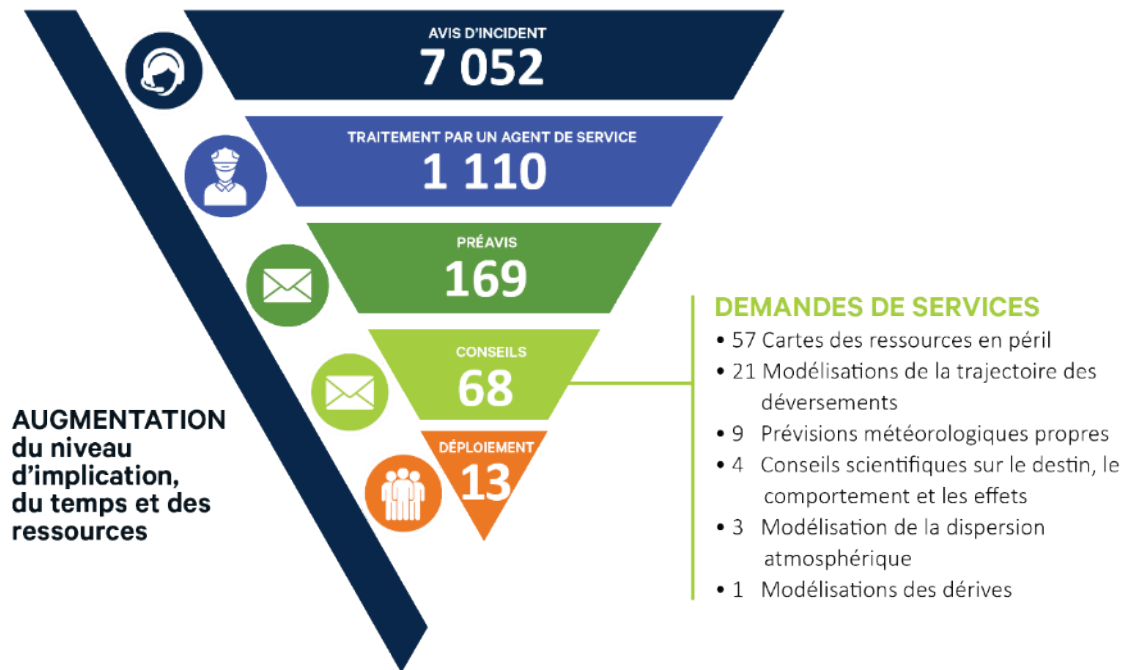 AVIS D'INCIDENT
7 052
TRAITEMENT PAR UN AGENT DE SERVICE
1 110
PRÉAVIS
169
CONSEILS
68
DÉPLOIEMENT
13
AUGMENTATION
du niveau
d'implication,
du temps et des
ressources
DEMANDES DE SERVICES
• 57 Cartes des ressources en péril
• 21 Modélisations de la trajectoire des
déversements
• 9 Prévisions météorologiques propres
• 4 Conseils scientifiques sur le destin, le
comportement et les effets
• 3 Modélisation de la dispersion
atmosphérique
• 1 Modélisations des dérives